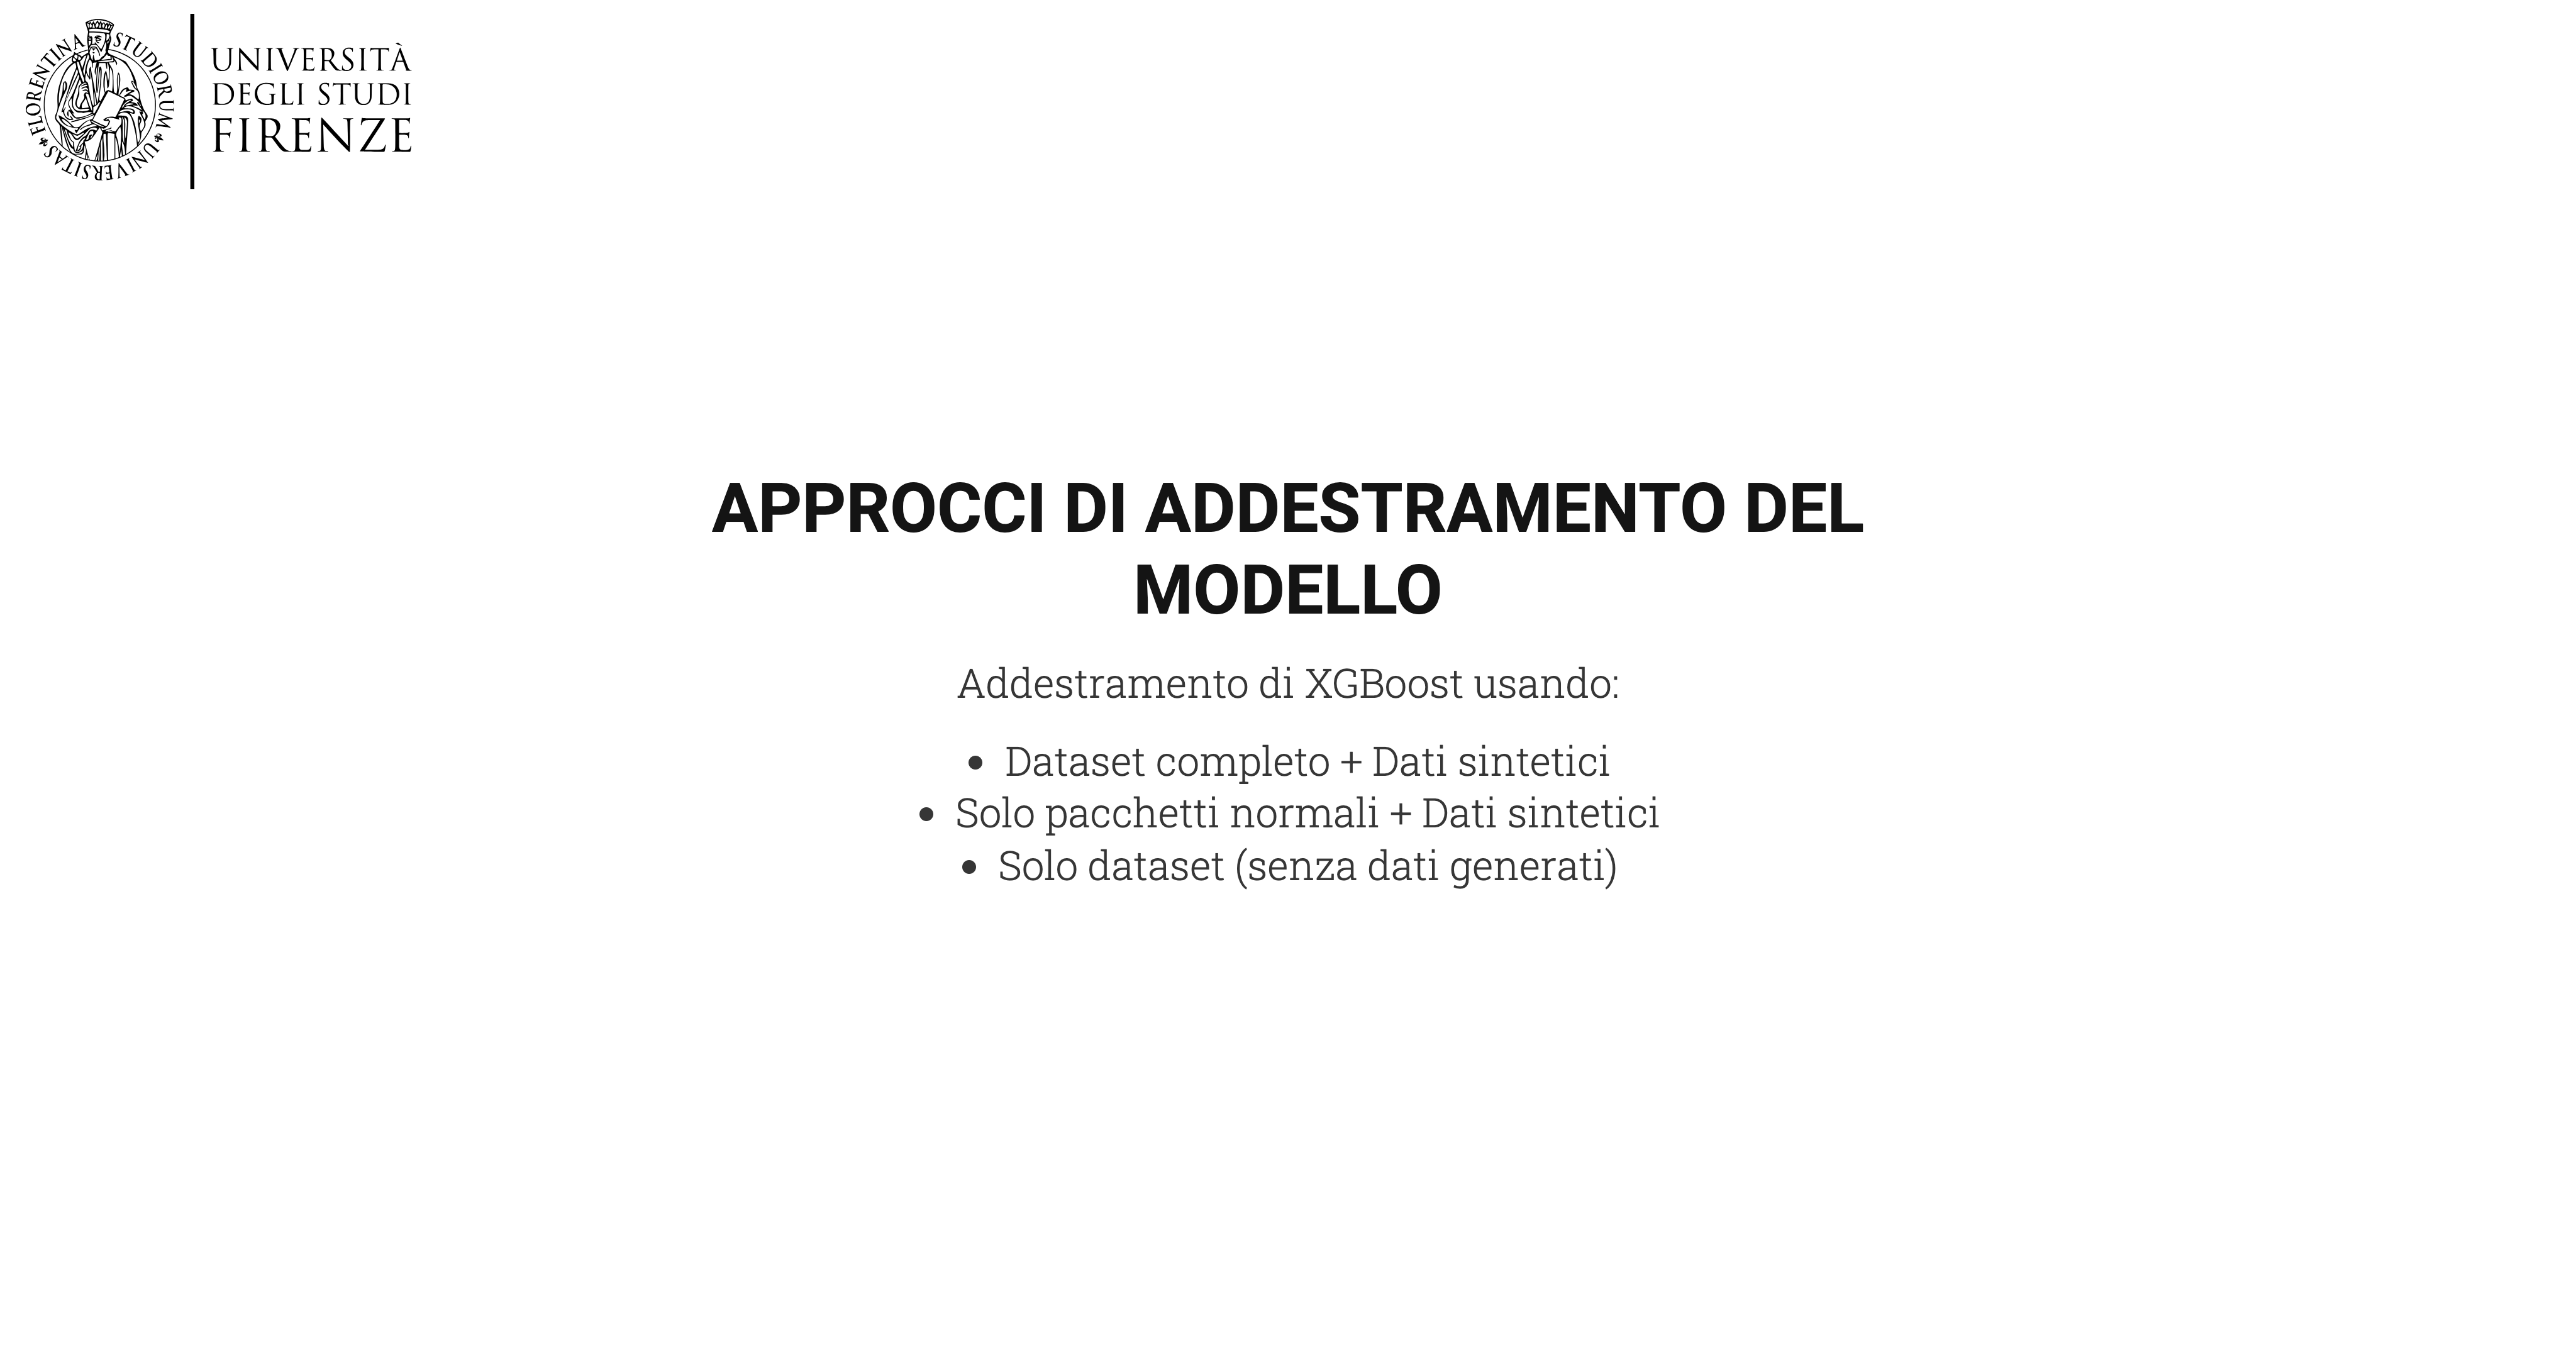 FLORENTINA STUDIORUM UNIVERSITAS
UNIVERSITÀ
DEGLI STUDI
FIRENZE
APPROCCI DI ADDESTRAMENTO DEL
MODELLO
Addestramento di XGBoost usando:
• Dataset completo + Dati sintetici
• Solo pacchetti normali + Dati sintetici
• Solo dataset (senza dati generati)